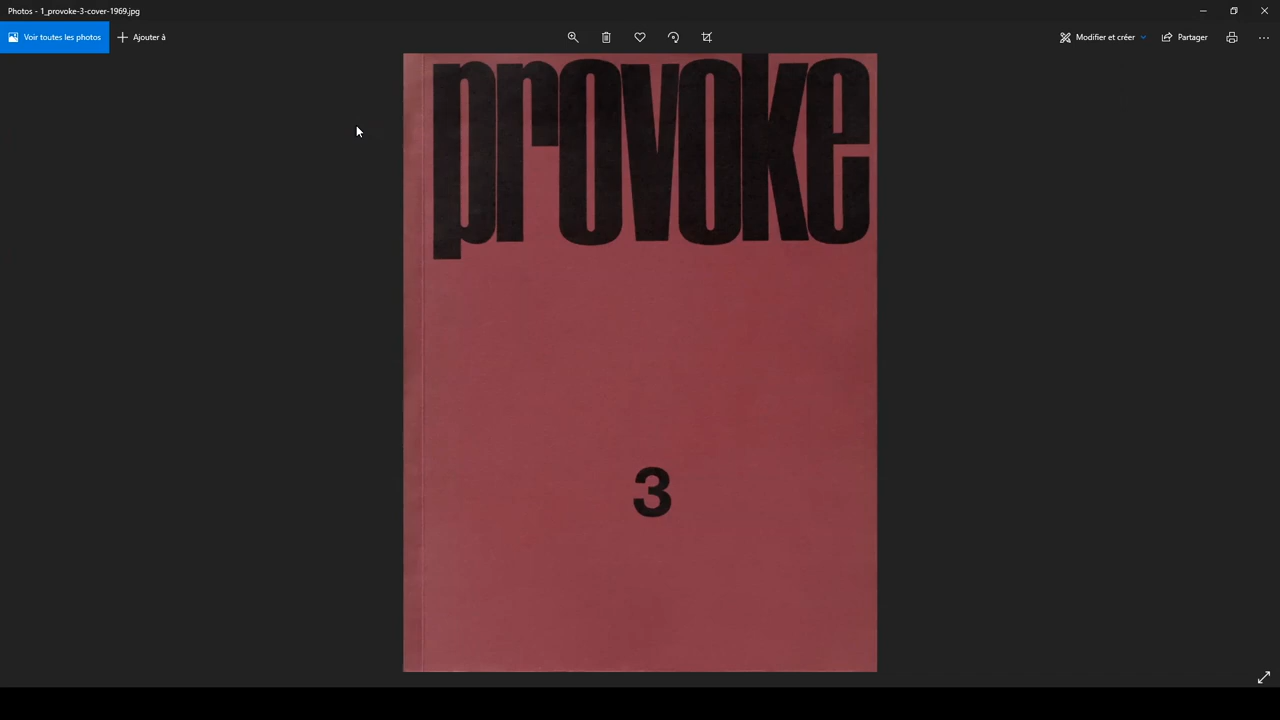 Photos - 1_provoke-3-cover-1969.jpg
Voir toutes les photos
Ajouter à
Modifier et créer
Partager
provoke
3